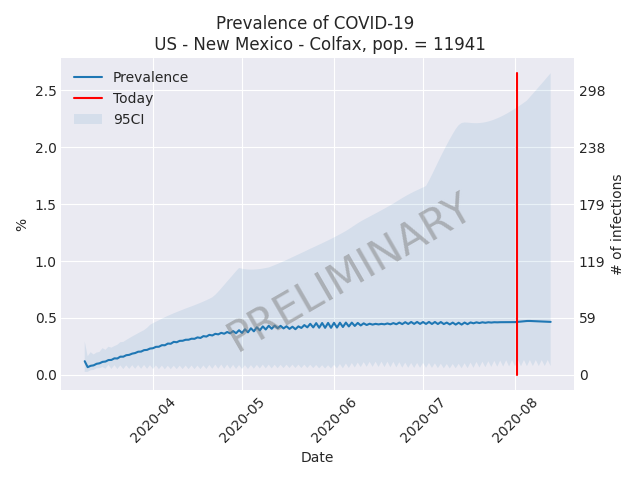 Prevalence of COVID-19
US - New Mexico - Colfax, pop. = 11941
Prevalence
Today
95CI
2.5
2.0
1.5
1.0
0.5
0.0
%
298
238
179
119
59
0
# of infections
PRELIMINARY
2020-04
2020-05
2020-06
2020-07
2020-08
Date